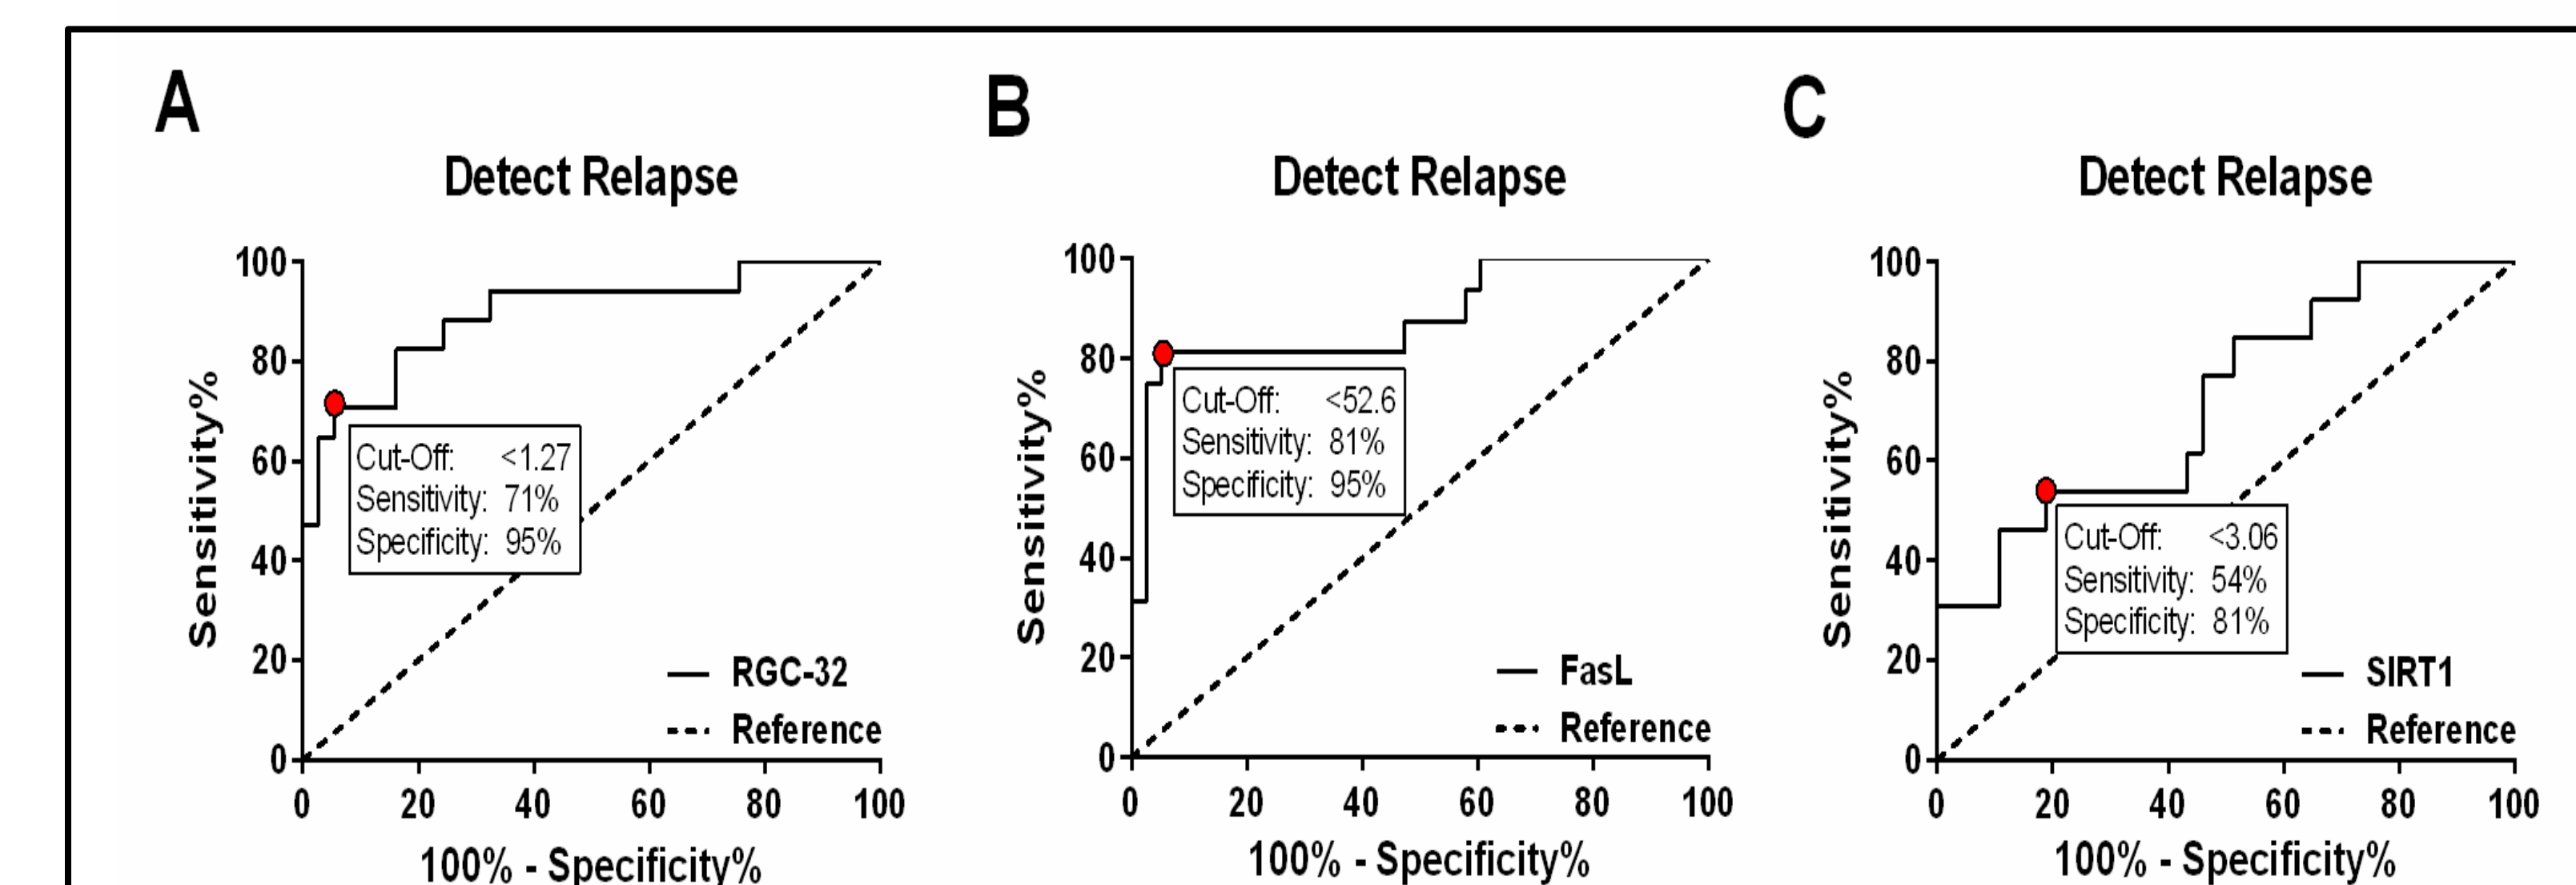 A
Detect Relapse
100
80
60
40
20
0
Sensitivity%
Cut-Off: <1.27
Sensitivity: 71%
Specificity: 95%
RGC-32
Reference
0 20 40 60 80 100
100% - Specificity%
B
Detect Relapse
100
80
60
40
20
0
Sensitivity%
Cut-Off: <52.6
Sensitivity: 81%
Specificity: 95%
FasL
Reference
0 20 40 60 80 100
100% - Specificity%
C
Detect Relapse
100
80
60
40
20
0
Sensitivity%
Cut-Off: <3.06
Sensitivity: 54%
Specificity: 81%
SIRT1
Reference
0 20 40 60 80 100
100% - Specificity%